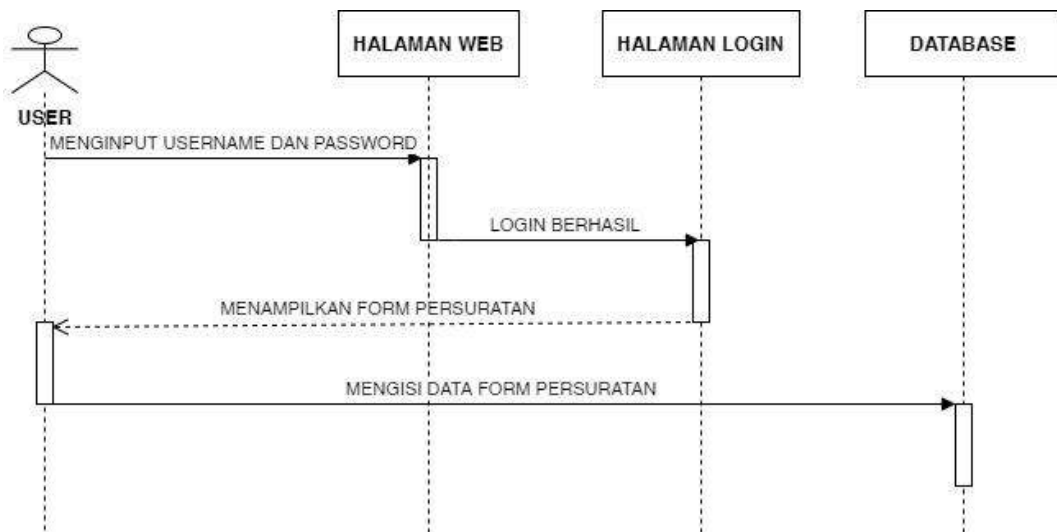 HALAMAN WEB
HALAMAN LOGIN
DATABASE
USER
MENGINPUT USERNAME DAN PASSWORD
LOGIN BERHASIL
MENAMPILKAN FORM PERSURATAN
MENGISI DATA FORM PERSURATAN